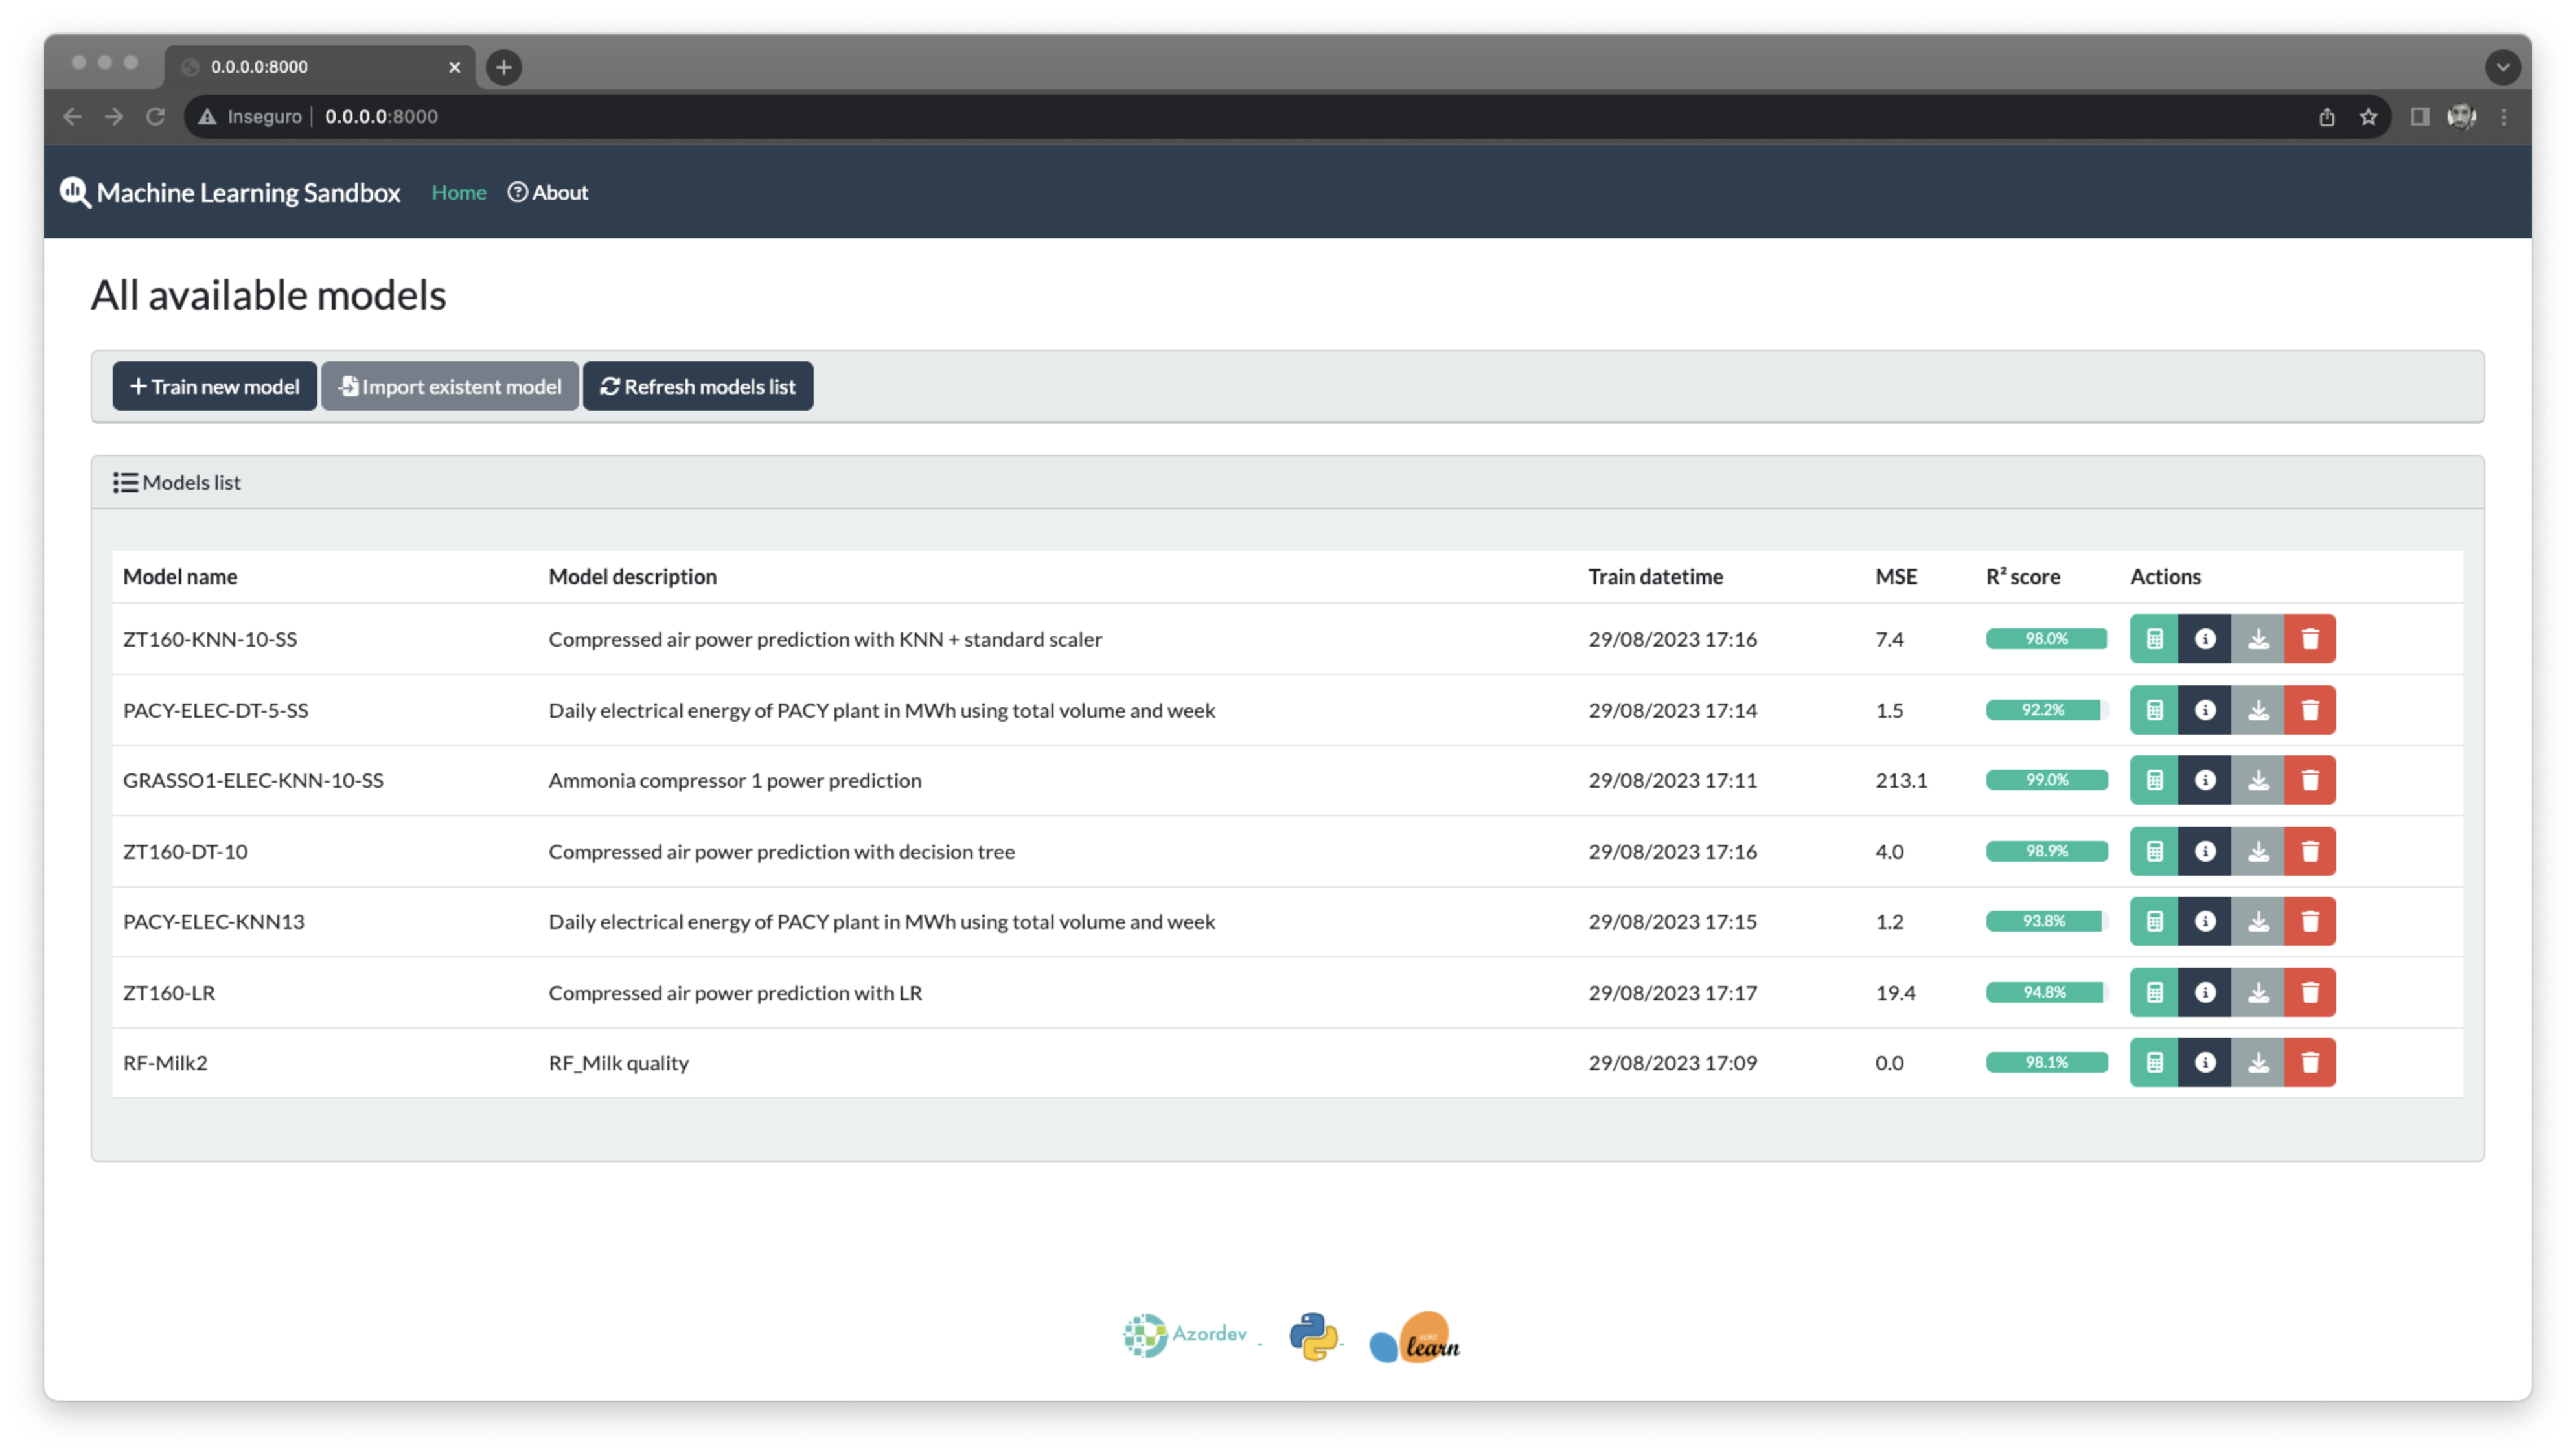 0.0.0.0:8000
Inseguro | 0.0.0.0:8000
Machine Learning Sandbox Home About
All available models
Train new model Import existent model Refresh models list
Models list
Model name Model description Train datetime MSE R² score Actions
ZT160-KNN-10-SS Compressed air power prediction with KNN + standard scaler 29/08/2023 17:16 7.4 98.0%
PACY-ELEC-DT-5-SS Daily electrical energy of PACY plant in MWh using total volume and week 29/08/2023 17:14 1.5 92.2%
GRASSO1-ELEC-KNN-10-SS Ammonia compressor 1 power prediction 29/08/2023 17:11 213.1 99.0%
ZT160-DT-10 Compressed air power prediction with decision tree 29/08/2023 17:16 4.0 98.9%
PACY-ELEC-KNN13 Daily electrical energy of PACY plant in MWh using total volume and week 29/08/2023 17:15 1.2 93.8%
ZT160-LR Compressed air power prediction with LR 29/08/2023 17:17 19.4 94.8%
RF-Milk2 RF_Milk quality 29/08/2023 17:09 0.0 98.1%
Azordev - - scikit learn